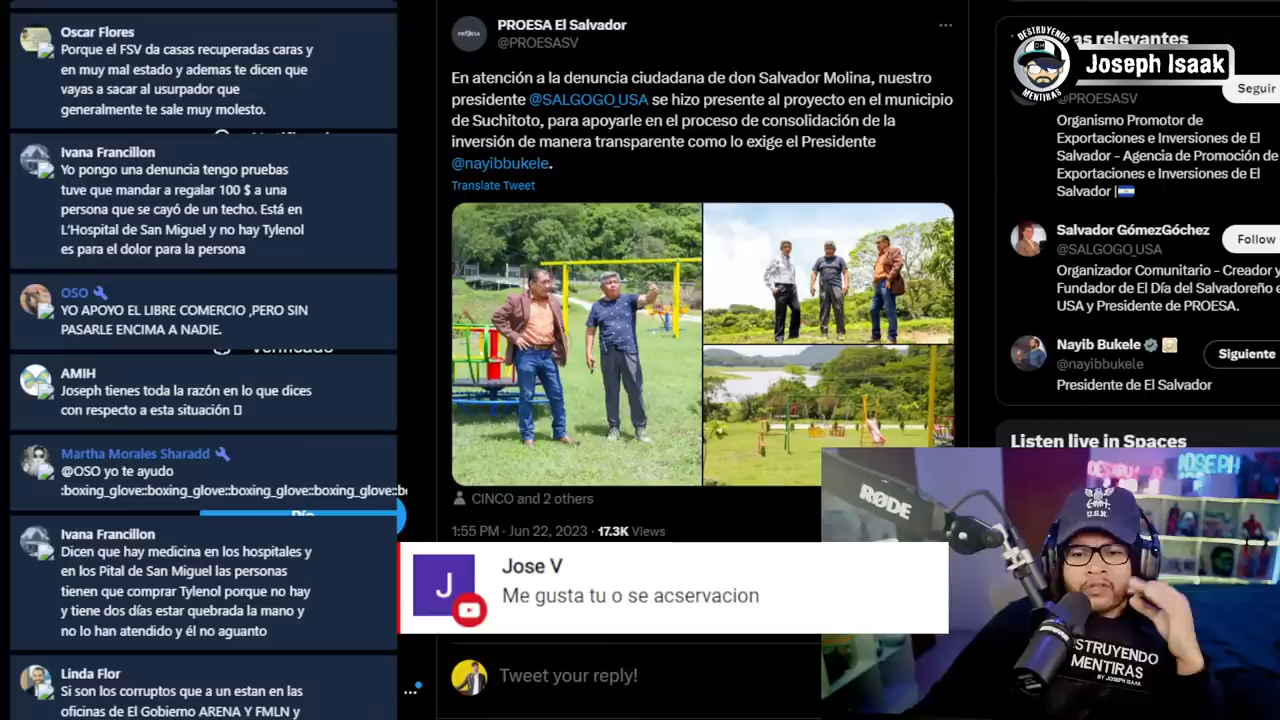 Oscar Flores
Porque el FSV da casas recuperadas caras y
en muy mal estado y ademas te dicen que
vayas a sacar al usurpador que
generalmente te sale muy molesto.
Ivana Francillon
Yo pongo una denuncia tengo pruebas
tuve que mandar a regalar 100 $ a una
persona que se cayó de un techo. Está en
L'Hospital de San Miguel y no hay Tylenol
es para el dolor para la persona
OSO
YO APOYO EL LIBRE COMERCIO ,PERO SIN
PASARLE ENCIMA A NADIE.
AMIH
Joseph tienes toda la razón en lo que dices
con respecto a esta situación
Martha Morales Sharadd
@OSO yo te ayudo
:boxing_glove::boxing_glove::boxing_glove::boxing_glove::b
Ivana Francillon
Dicen que hay medicina en los hospitales y
en los Pital de San Miguel las personas
tienen que comprar Tylenol porque no hay
y tiene dos días estar quebrada la mano y
no lo han atendido y él no aguanto
Linda Flor
Si son los corruptos que a un estan en las
oficinas de El Gobierno ARENA Y FMLN y
PROESA El Salvador
@PROESASV
En atención a la denuncia ciudadana de don Salvador Molina, nuestro
presidente @SALGOGO_USA se hizo presente al proyecto en el municipio
de Suchitoto, para apoyarle en el proceso de consolidación de la
inversión de manera transparente como lo exige el Presidente
@nayibbukele.
Translate Tweet
CINCO and 2 others
1:55 PM · Jun 22, 2023 · 17.3K Views
J
Jose V
Me gusta tu o se acservacion
Tweet your reply!
as relevantes
DESTRUYENDO
MENTIRAS
Joseph Isaak
@PROESASV
Seguir
Organismo Promotor de
Exportaciones e Inversiones de El
Salvador - Agencia de Promoción de
Exportaciones e Inversiones de El
Salvador |
Salvador GómezGóchez
@SALGOGO_USA
Follow
Organizador Comunitario - Creador y
Fundador de El Día del Salvadoreño e
USA y Presidente de PROESA.
Nayib Bukele
@nayibbukele
Siguiente
Presidente de El Salvador
Listen live in Spaces
RØDE
JOSEPH
U.S.N.
DESTRUYENDO
MENTIRAS
BY JOSEPH ISAAK